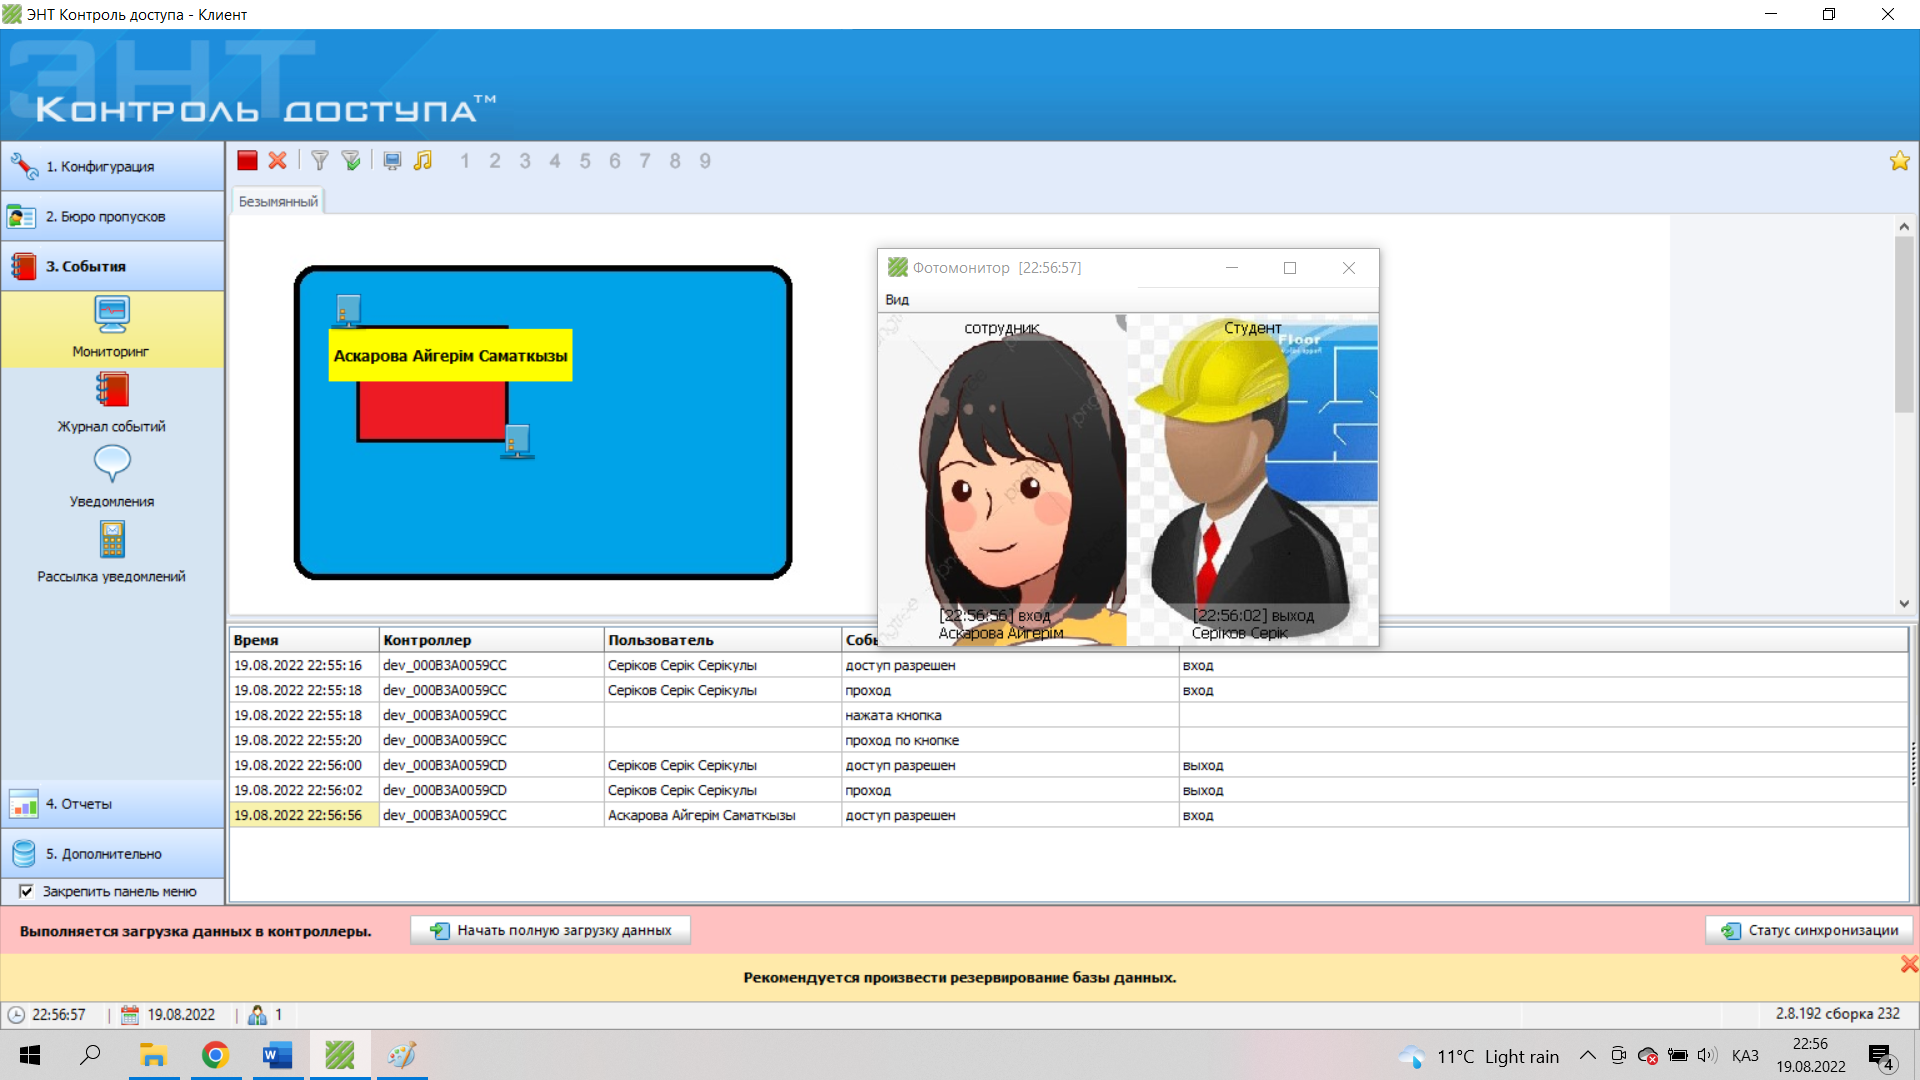 ЭНТ Контроль доступа - Клиент
ЭНТ
Контроль доступа™
1. Конфигурация
2. Бюро пропусков
3. События
Мониторинг
Журнал событий
Уведомления
Рассылка уведомлений
4. Отчеты
5. Дополнительно
Закрепить панель меню
1 2 3 4 5 6 7 8 9
Безымянный
Аскарова Айгерім Саматкызы
Фотомонитор [22:56:57]
Вид
сотрудник
[22:56:56] вход
Аскарова Айгерім
Студент
Floor
[22:56:02] выход
Серіков Серік
Время Контроллер Пользователь Собы
19.08.2022 22:55:16 dev_000B3A0059CC Серіков Серік Серікулы доступ разрешен вход
19.08.2022 22:55:18 dev_000B3A0059CC Серіков Серік Серікулы проход вход
19.08.2022 22:55:18 dev_000B3A0059CC нажата кнопка
19.08.2022 22:55:20 dev_000B3A0059CC проход по кнопке
19.08.2022 22:56:00 dev_000B3A0059CD Серіков Серік Серікулы доступ разрешен выход
19.08.2022 22:56:02 dev_000B3A0059CD Серіков Серік Серікулы проход выход
19.08.2022 22:56:56 dev_000B3A0059CC Аскарова Айгерім Саматкызы доступ разрешен вход
Выполняется загрузка данных в контроллеры.
Начать полную загрузку данных
Статус синхронизации
Рекомендуется произвести резервирование базы данных.
22:56:57 | 19.08.2022 | 1
2.8.192 сборка 232
11°C Light rain
ҚАЗ
22:56
19.08.2022
4